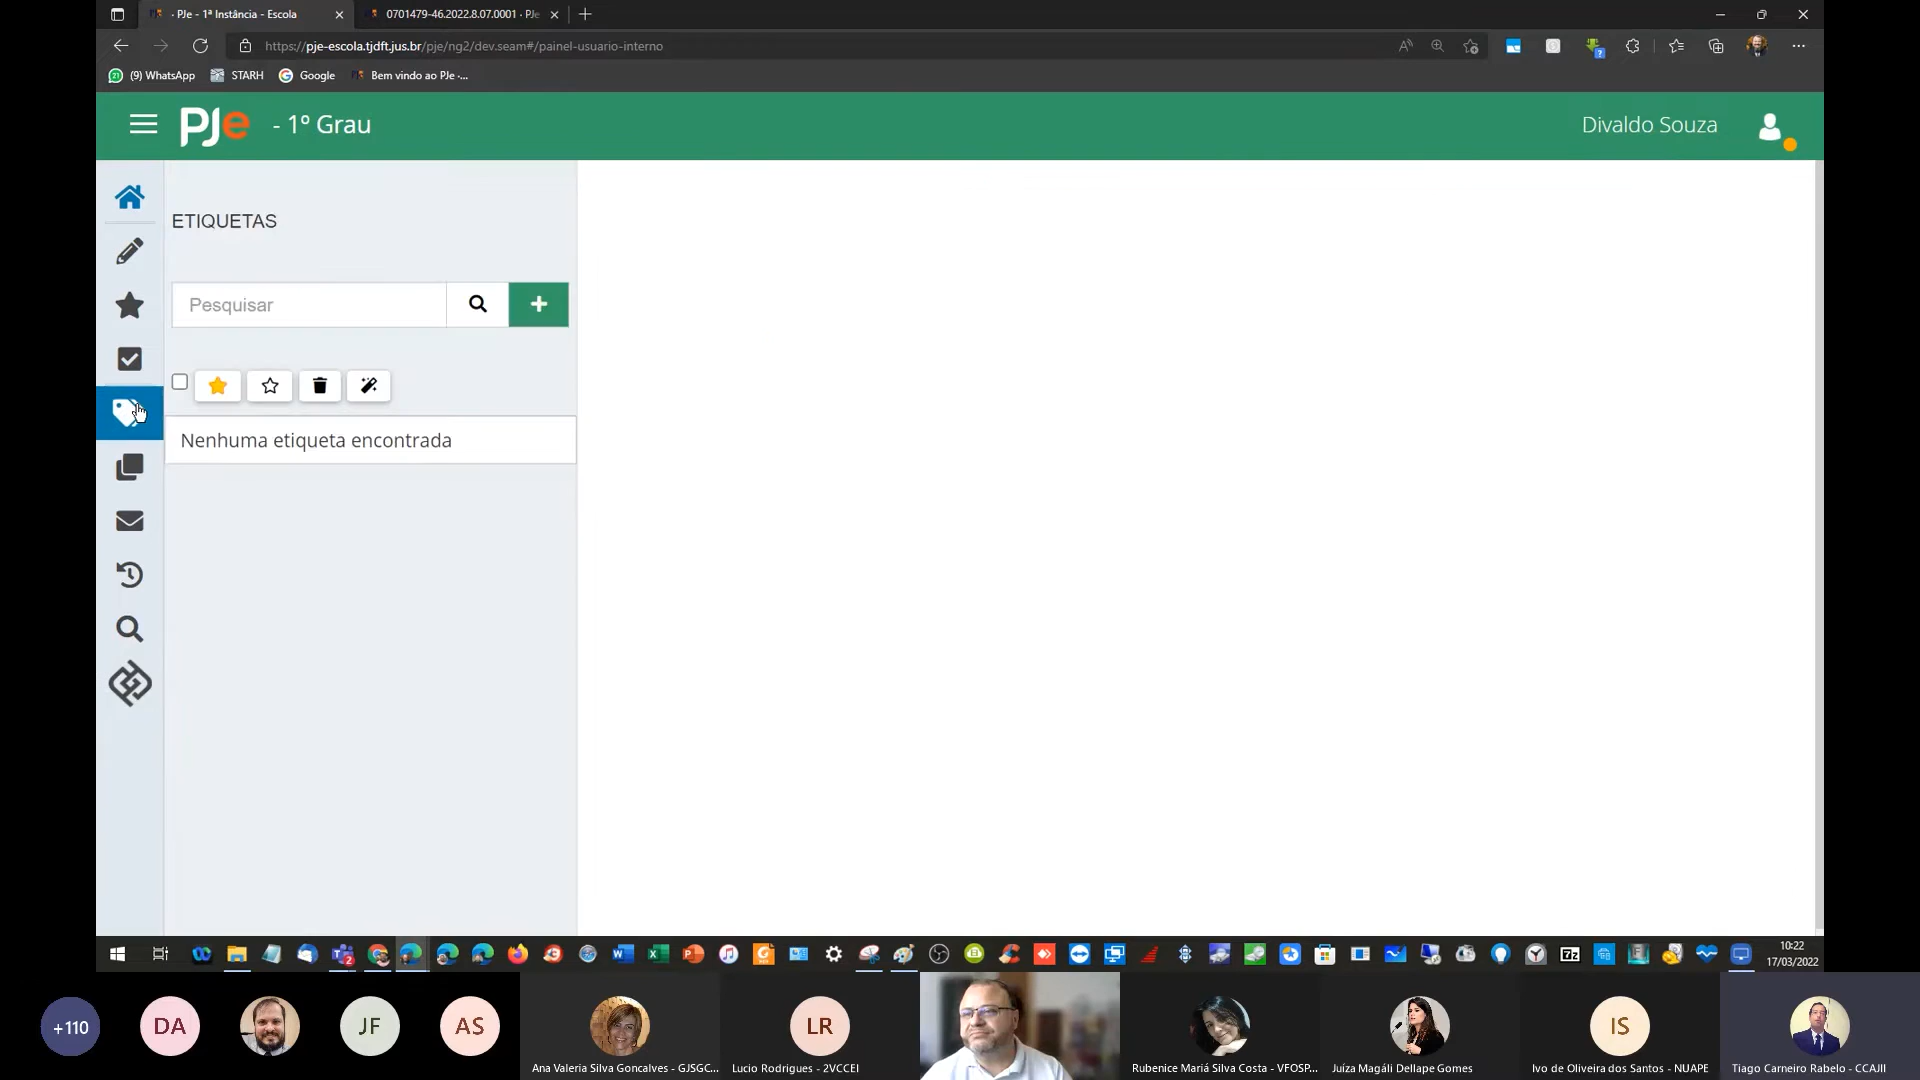 PJe - 1ª Instância - Escola
0701479-46.2022.8.07.0001 · PJe
https://pje-escola.tjdft.jus.br/pje/ng2/dev.seam#/painel-usuario-interno
(9) WhatsApp STARH Google Bem vindo ao PJe ·...
PJe - 1º Grau Divaldo Souza
ETIQUETAS
Pesquisar
Nenhuma etiqueta encontrada
10:22
17/03/2022
+110 DA JF AS LR IS
Ana Valeria Silva Goncalves - GJSGC... Lucio Rodrigues - 2VCCEI Rubenice Mariá Silva Costa - VFOSP... Juíza Magáli Dellape Gomes Ivo de Oliveira dos Santos - NUAPE Tiago Carneiro Rabelo - CCAJII